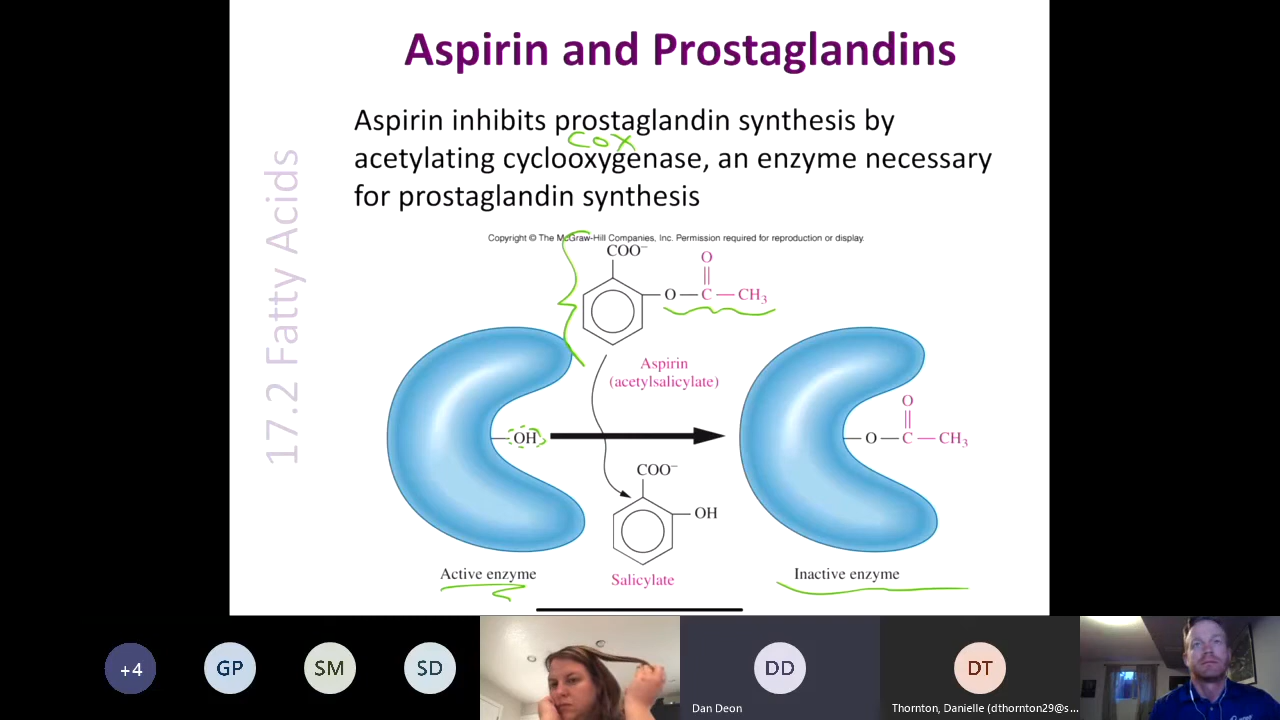 Aspirin and Prostaglandins
Aspirin inhibits prostaglandin synthesis by
cox
acetylating cyclooxygenase, an enzyme necessary
for prostaglandin synthesis
17.2 Fatty Acids
Copyright © The McGraw-Hill Companies, Inc. Permission required for reproduction or display.
COO⁻
O
O — C — CH₃
Aspirin
(acetylsalicylate)
OH
O
O — C — CH₃
COO⁻
OH
Active enzyme
Salicylate
Inactive enzyme
+4
GP
SM
SD
DD
DT
Dan Deon
Thornton, Danielle (dthornton29@s...